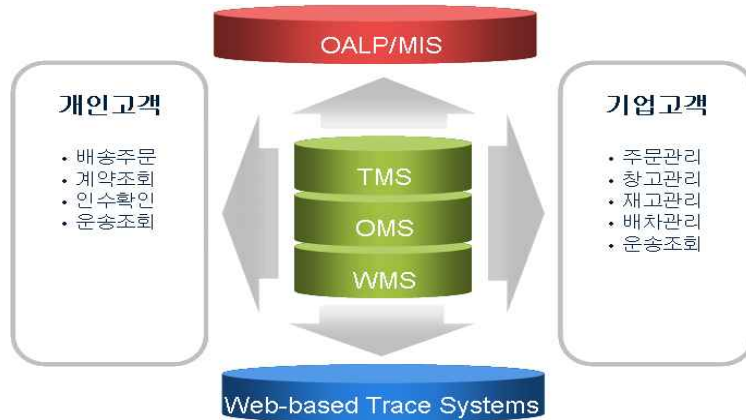 OALP/MIS
개인고객
• 배송주문
• 계약조회
• 인수확인
• 운송조회
TMS
OMS
WMS
기업고객
• 주문관리
• 창고관리
• 재고관리
• 배차관리
• 운송조회
Web-based Trace Systems